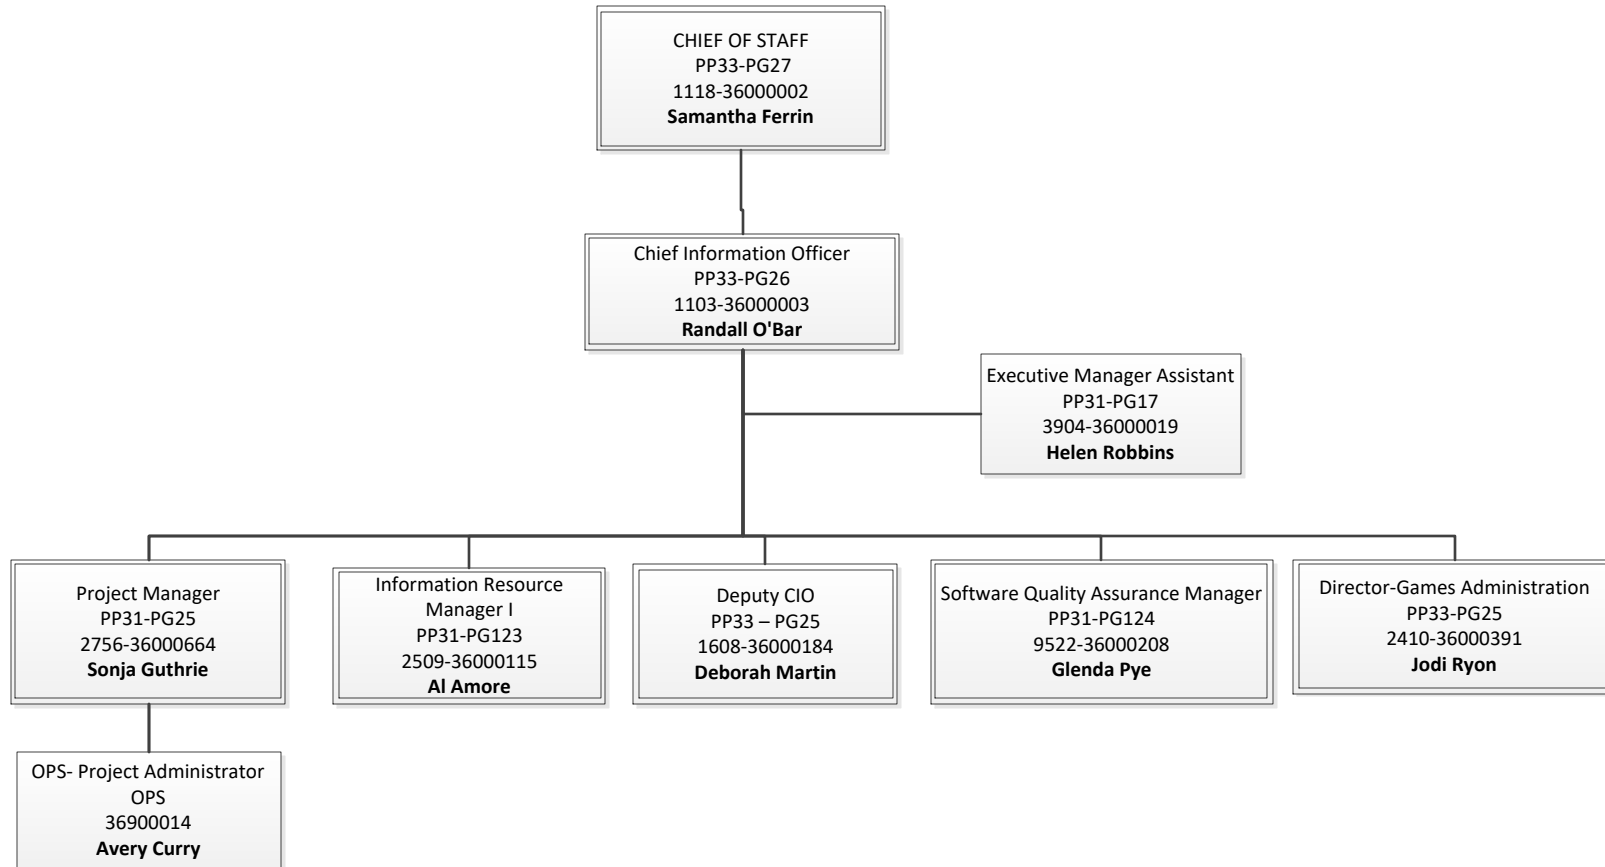 CHIEF OF STAFF
PP33-PG27
1118-36000002
Samantha Ferrin
Chief Information Officer
PP33-PG26
1103-36000003
Randall O'Bar
Executive Manager Assistant
PP31-PG17
3904-36000019
Helen Robbins
Project Manager
PP31-PG25
2756-36000664
Sonja Guthrie
Information Resource
Manager I
PP31-PG123
2509-36000115
Al Amore
Deputy CIO
PP33 – PG25
1608-36000184
Deborah Martin
Software Quality Assurance Manager
PP31-PG124
9522-36000208
Glenda Pye
Director-Games Administration
PP33-PG25
2410-36000391
Jodi Ryon
OPS- Project Administrator
OPS
36900014
Avery Curry